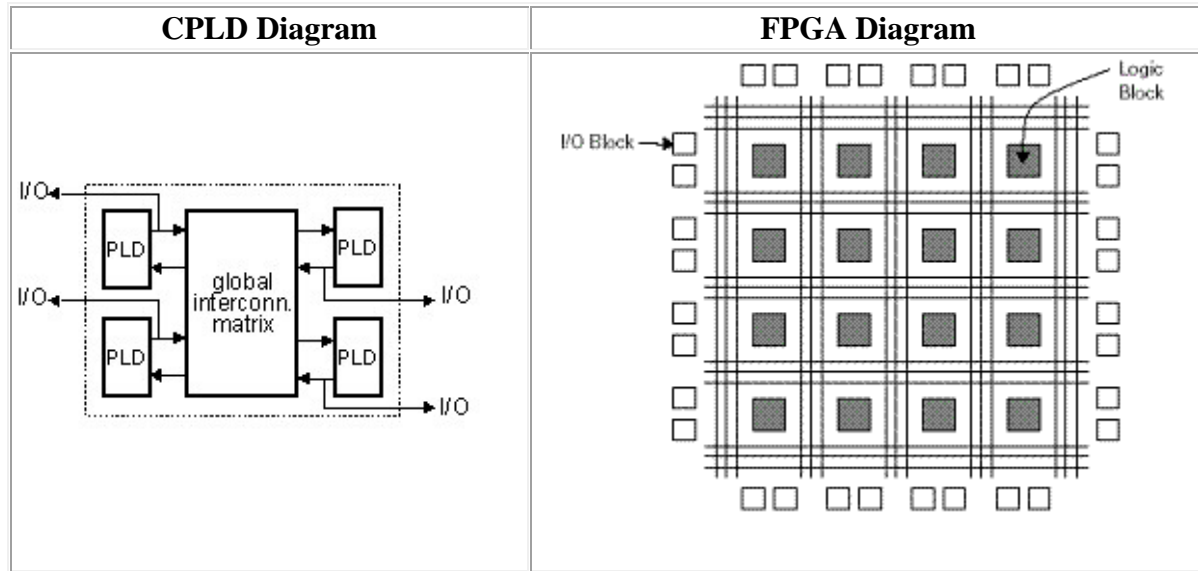 CPLD Diagram
FPGA Diagram
I/O
PLD
PLD
I/O
global
interconn.
matrix
I/O
PLD
PLD
I/O
Logic
Block
I/O Block